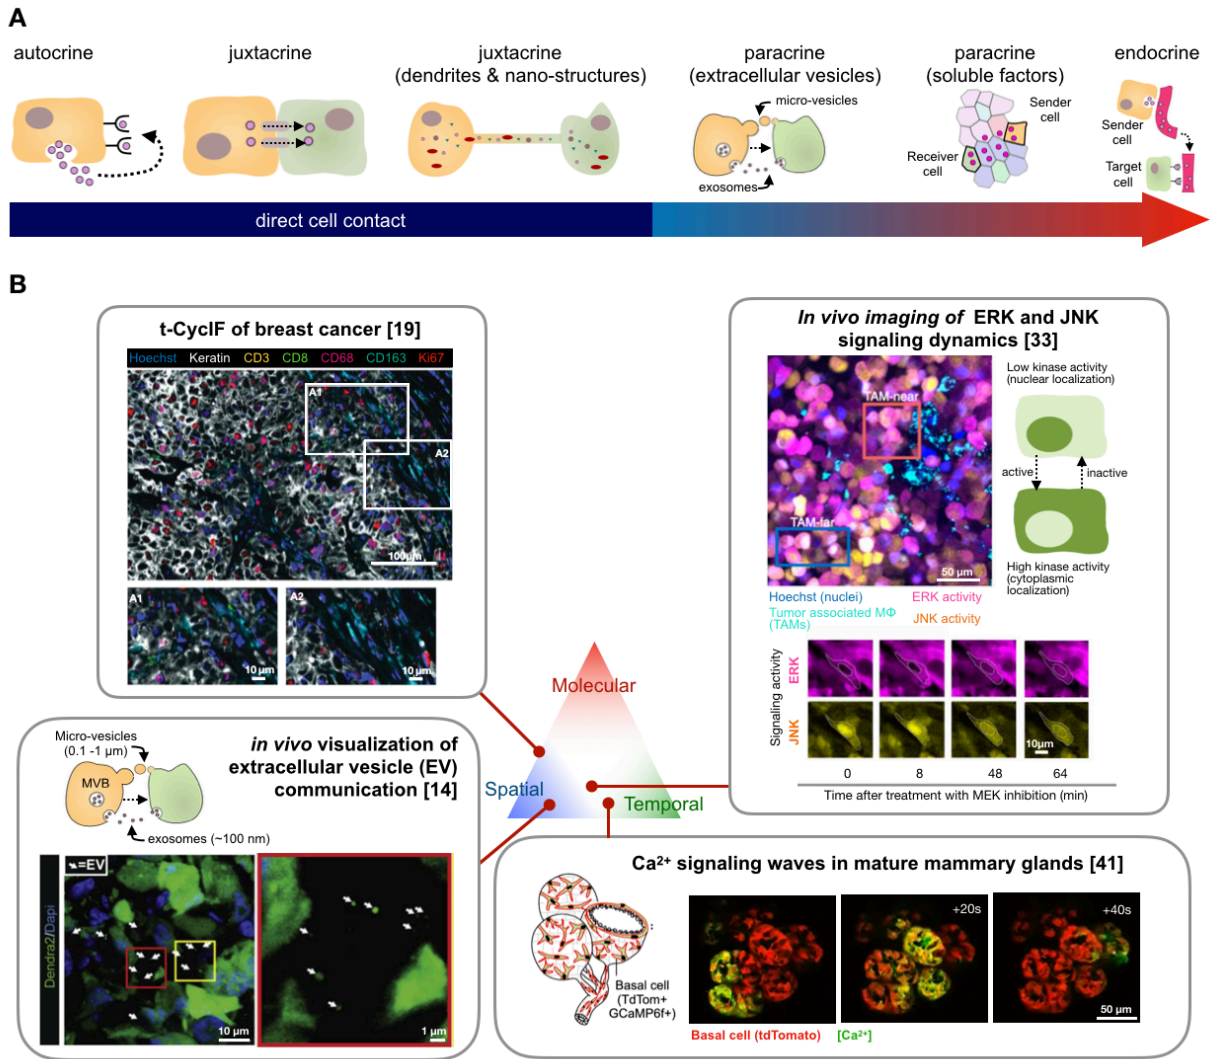 A
autocrine
juxtacrine
juxtacrine
(dendrites & nano-structures)
paracrine
(extracellular vesicles)
paracrine
(soluble factors)
endocrine
micro-vesicles
exosomes
Sender
cell
Receiver
cell
Sender
cell
Target
cell
direct cell contact
B
t-CycIF of breast cancer [19]
Hoechst Keratin CD3 CD8 CD68 CD163 Ki67
A1
A2
100µm
A1
10µm
A2
10µm
In vivo imaging of ERK and JNK
signaling dynamics [33]
TAM-near
TAM-far
50 µm
Hoechst (nuclei)
ERK activity
Tumor associated MΦ
(TAMs)
JNK activity
Low kinase activity
(nuclear localization)
active
inactive
High kinase activity
(cytoplasmic
localization)
Signaling activity
ERK
JNK
10µm
0 8 48 64
Time after treatment with MEK inhibition (min)
Molecular
Spatial
Temporal
Micro-vesicles
(0.1 -1 µm)
MVB
exosomes (~100 nm)
in vivo visualization of
extracellular vesicle (EV)
communication [14]
=EV
Dendra2/Dapi
10 µm
1 µm
Ca²⁺ signaling waves in mature mammary glands [41]
Basal cell
(TdTom+
GCaMP6f+)
+20s
+40s
50 µm
Basal cell (tdTomato) [Ca²⁺]